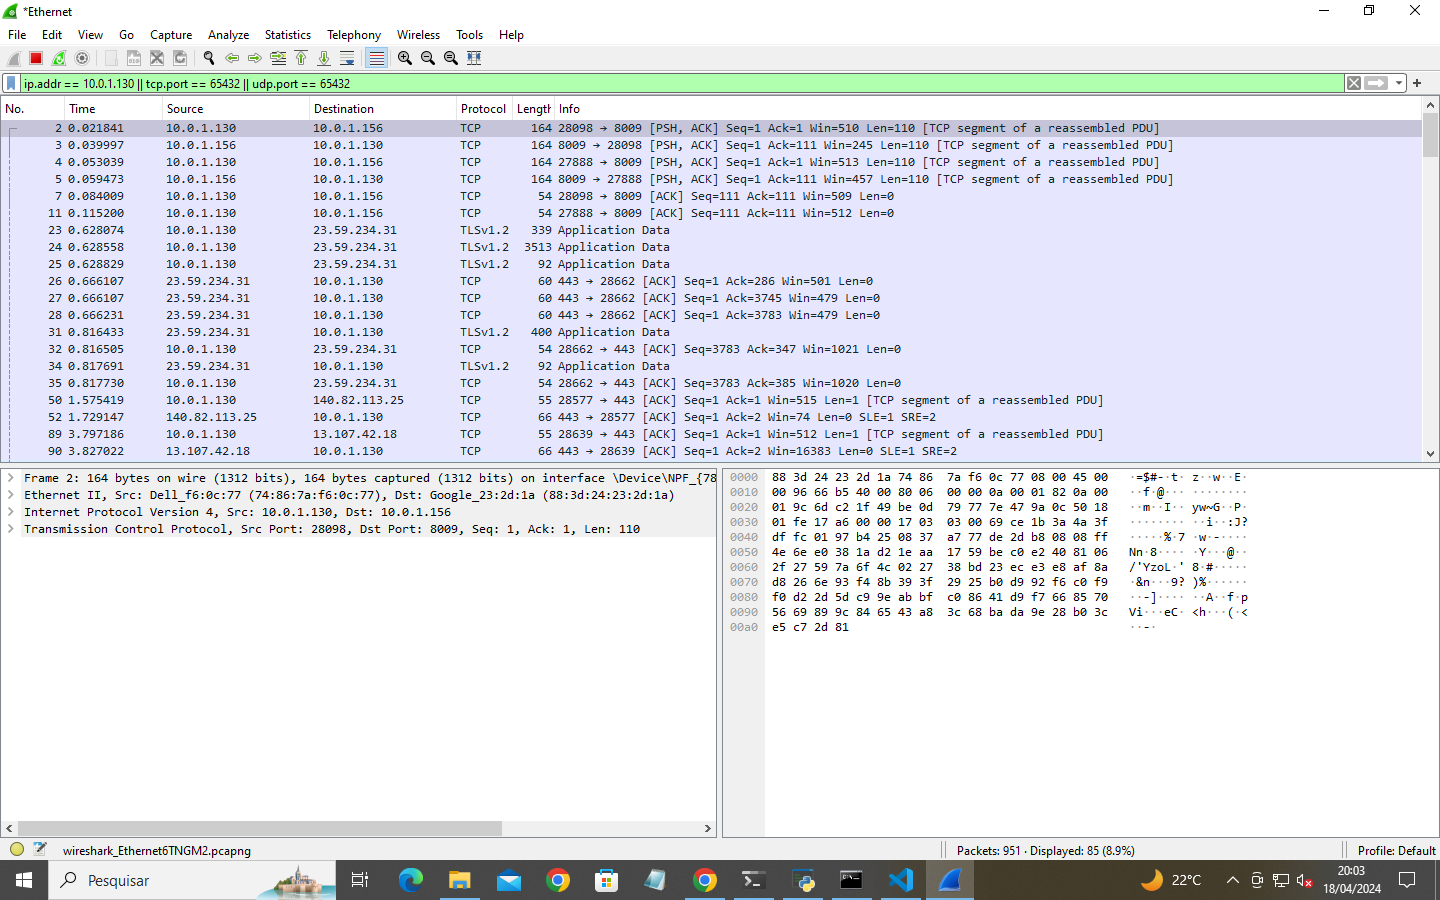 *Ethernet
File Edit View Go Capture Analyze Statistics Telephony Wireless Tools Help
ip.addr == 10.0.1.130 || tcp.port == 65432 || udp.port == 65432
No. Time Source Destination Protocol Length Info
2 0.021841 10.0.1.130 10.0.1.156 TCP 164 28098 → 8009 [PSH, ACK] Seq=1 Ack=1 Win=510 Len=110 [TCP segment of a reassembled PDU]
3 0.039997 10.0.1.156 10.0.1.130 TCP 164 8009 → 28098 [PSH, ACK] Seq=1 Ack=111 Win=245 Len=110 [TCP segment of a reassembled PDU]
4 0.053039 10.0.1.130 10.0.1.156 TCP 164 27888 → 8009 [PSH, ACK] Seq=1 Ack=1 Win=513 Len=110 [TCP segment of a reassembled PDU]
5 0.059473 10.0.1.156 10.0.1.130 TCP 164 8009 → 27888 [PSH, ACK] Seq=1 Ack=111 Win=457 Len=110 [TCP segment of a reassembled PDU]
7 0.084009 10.0.1.130 10.0.1.156 TCP 54 28098 → 8009 [ACK] Seq=111 Ack=111 Win=509 Len=0
11 0.115200 10.0.1.130 10.0.1.156 TCP 54 27888 → 8009 [ACK] Seq=111 Ack=111 Win=512 Len=0
23 0.628074 10.0.1.130 23.59.234.31 TLSv1.2 339 Application Data
24 0.628558 10.0.1.130 23.59.234.31 TLSv1.2 3513 Application Data
25 0.628829 10.0.1.130 23.59.234.31 TLSv1.2 92 Application Data
26 0.666107 23.59.234.31 10.0.1.130 TCP 60 443 → 28662 [ACK] Seq=1 Ack=286 Win=501 Len=0
27 0.666107 23.59.234.31 10.0.1.130 TCP 60 443 → 28662 [ACK] Seq=1 Ack=3745 Win=479 Len=0
28 0.666231 23.59.234.31 10.0.1.130 TCP 60 443 → 28662 [ACK] Seq=1 Ack=3783 Win=479 Len=0
31 0.816433 23.59.234.31 10.0.1.130 TLSv1.2 400 Application Data
32 0.816505 10.0.1.130 23.59.234.31 TCP 54 28662 → 443 [ACK] Seq=3783 Ack=347 Win=1021 Len=0
34 0.817691 23.59.234.31 10.0.1.130 TLSv1.2 92 Application Data
35 0.817730 10.0.1.130 23.59.234.31 TCP 54 28662 → 443 [ACK] Seq=3783 Ack=385 Win=1020 Len=0
50 1.575419 10.0.1.130 140.82.113.25 TCP 55 28577 → 443 [ACK] Seq=1 Ack=1 Win=515 Len=1 [TCP segment of a reassembled PDU]
52 1.729147 140.82.113.25 10.0.1.130 TCP 66 443 → 28577 [ACK] Seq=1 Ack=2 Win=74 Len=0 SLE=1 SRE=2
89 3.797186 10.0.1.130 13.107.42.18 TCP 55 28639 → 443 [ACK] Seq=1 Ack=1 Win=512 Len=1 [TCP segment of a reassembled PDU]
90 3.827022 13.107.42.18 10.0.1.130 TCP 66 443 → 28639 [ACK] Seq=1 Ack=2 Win=16383 Len=0 SLE=1 SRE=2
Frame 2: 164 bytes on wire (1312 bits), 164 bytes captured (1312 bits) on interface \Device\NPF_{78
Ethernet II, Src: Dell_f6:0c:77 (74:86:7a:f6:0c:77), Dst: Google_23:2d:1a (88:3d:24:23:2d:1a)
Internet Protocol Version 4, Src: 10.0.1.130, Dst: 10.0.1.156
Transmission Control Protocol, Src Port: 28098, Dst Port: 8009, Seq: 1, Ack: 1, Len: 110
0000 88 3d 24 23 2d 1a 74 86 7a f6 0c 77 08 00 45 00 ·=$#-·t· z··w··E·
0010 00 96 66 b5 40 00 80 06 00 00 0a 00 01 82 0a 00 ··f·@··· ········
0020 01 9c 6d c2 1f 49 be 0d 79 77 7e 47 9a 0c 50 18 ··m··I·· yw~G··P·
0030 01 fe 17 a6 00 00 17 03 03 00 69 ce 1b 3a 4a 3f ········ ··i··:J?
0040 df fc 01 97 b4 25 08 37 a7 77 de 2d b8 08 08 ff ·····%·7 ·w·-····
0050 4e 6e e0 38 1a d2 1e aa 17 59 be c0 e2 40 81 06 Nn·8···· ·Y···@··
0060 2f 27 59 7a 6f 4c 02 27 38 bd 23 ec e3 e8 af 8a /'YzoL·' 8·#·····
0070 d8 26 6e 93 f4 8b 39 3f 29 25 b0 d9 92 f6 c0 f9 ·&n···9? )%······
0080 f0 d2 2d 5d c9 9e ab bf c0 86 41 d9 f7 66 85 70 ··-]···· ··A··f·p
0090 56 69 89 9c 84 65 43 a8 3c 68 ba da 9e 28 b0 3c Vi···eC· <h···(·<
00a0 e5 c7 2d 81 ··-·
wireshark_Ethernet6TNGM2.pcapng Packets: 951 · Displayed: 85 (8.9%) Profile: Default
Pesquisar 22°C 20:03
18/04/2024